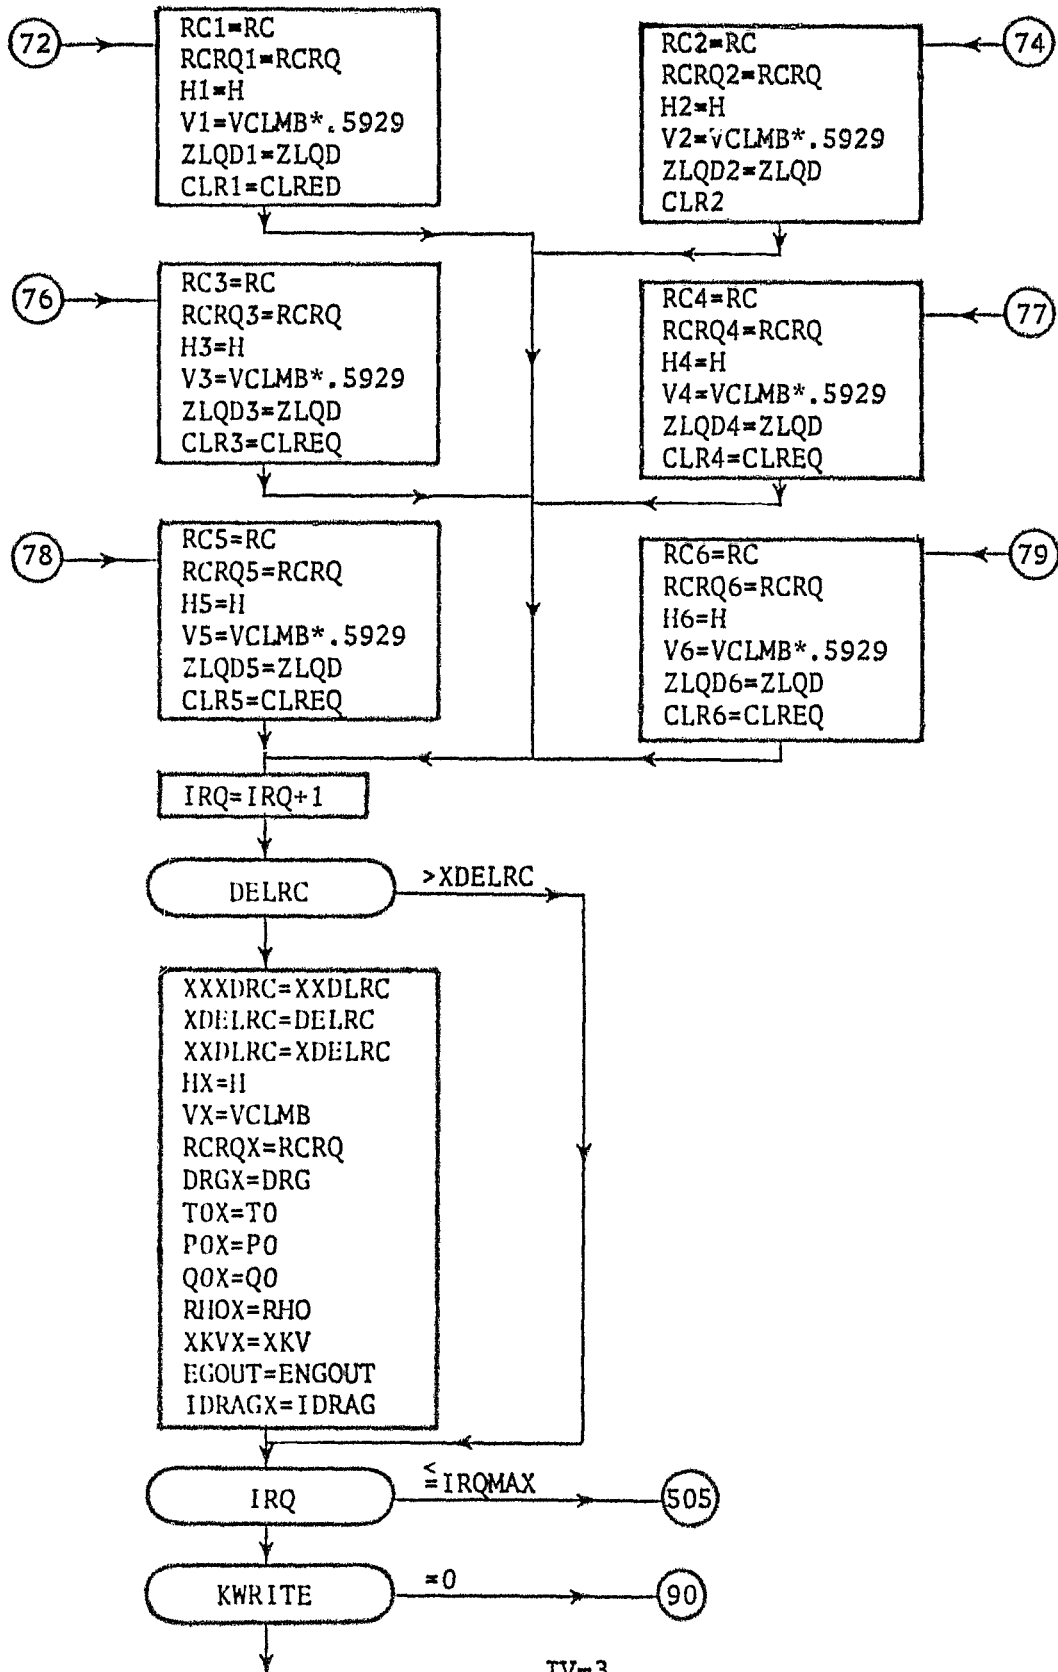 72
RC1=RC
RCRQ1=RCRQ
H1=H
V1=VCLMB*.5929
ZLQD1=ZLQD
CLR1=CLRED
74
RC2=RC
RCRQ2=RCRQ
H2=H
V2=VCLMB*.5929
ZLQD2=ZLQD
CLR2
76
RC3=RC
RCRQ3=RCRQ
H3=H
V3=VCLMB*.5929
ZLQD3=ZLQD
CLR3=CLREQ
77
RC4=RC
RCRQ4=RCRQ
H4=H
V4=VCLMB*.5929
ZLQD4=ZLQD
CLR4=CLREQ
78
RC5=RC
RCRQ5=RCRQ
H5=H
V5=VCLMB*.5929
ZLQD5=ZLQD
CLR5=CLREQ
79
RC6=RC
RCRQ6=RCRQ
H6=H
V6=VCLMB*.5929
ZLQD6=ZLQD
CLR6=CLREQ
IRQ=IRQ+1
DELRC
>XDELRC
XXXDRC=XXDLRC
XDELRC=DELRC
XXDLRC=XDELRC
HX=H
VX=VCLMB
RCRQX=RCRQ
DRGX=DRG
TOX=TO
POX=PO
QOX=QO
RHOX=RHO
XKVX=XKV
EGOUT=ENGOUT
IDRAGX=IDRAG
IRQ
≤IRQMAX
505
KWRITE
=0
90